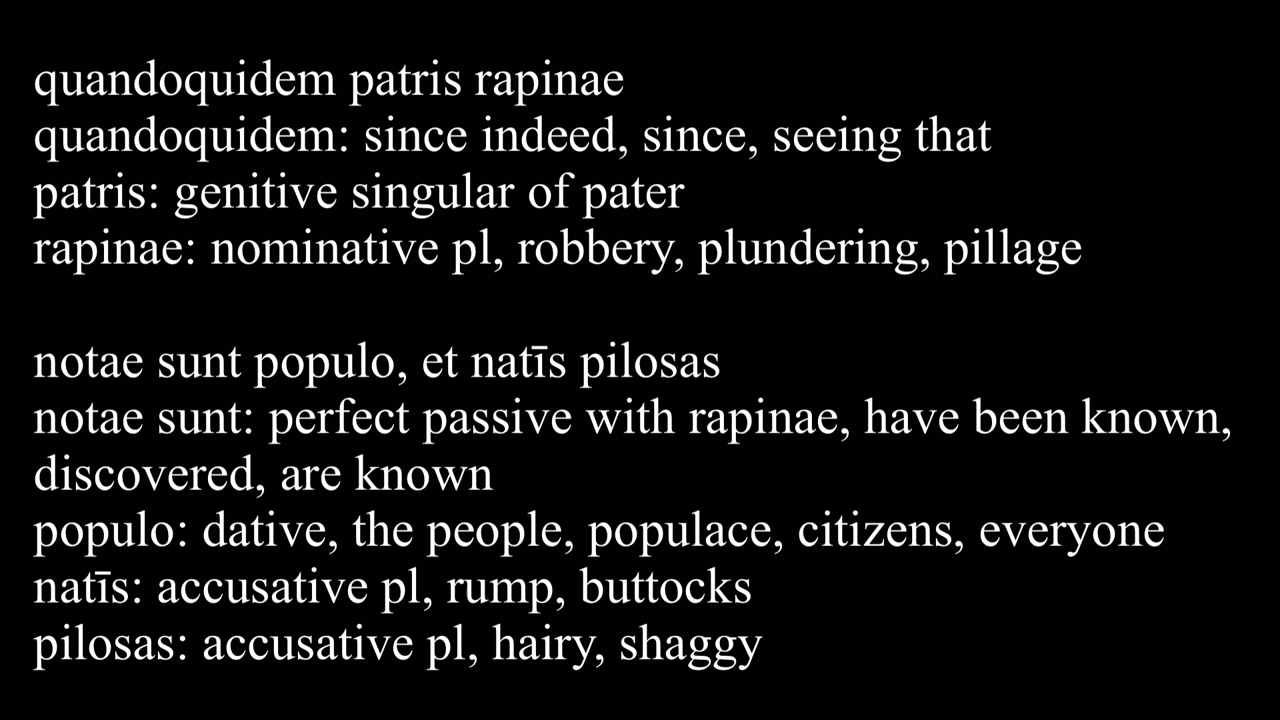 quandoquidem patris rapinae
quandoquidem: since indeed, since, seeing that
patris: genitive singular of pater
rapinae: nominative pl, robbery, plundering, pillage
notae sunt populo, et natīs pilosas
notae sunt: perfect passive with rapinae, have been known,
discovered, are known
populo: dative, the people, populace, citizens, everyone
natīs: accusative pl, rump, buttocks
pilosas: accusative pl, hairy, shaggy